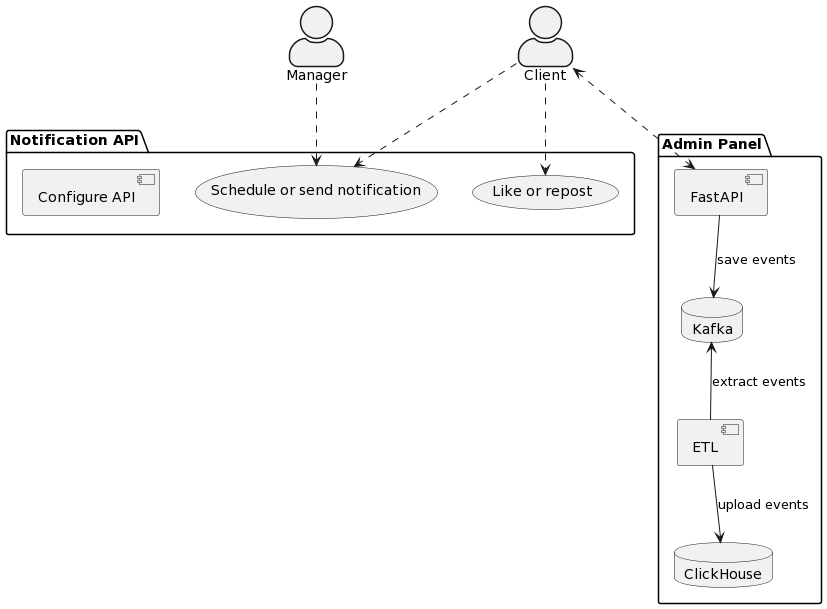 Manager
Client
Notification API
Admin Panel
Configure API
Schedule or send notification
Like or repost
FastAPI
save events
Kafka
extract events
ETL
upload events
ClickHouse